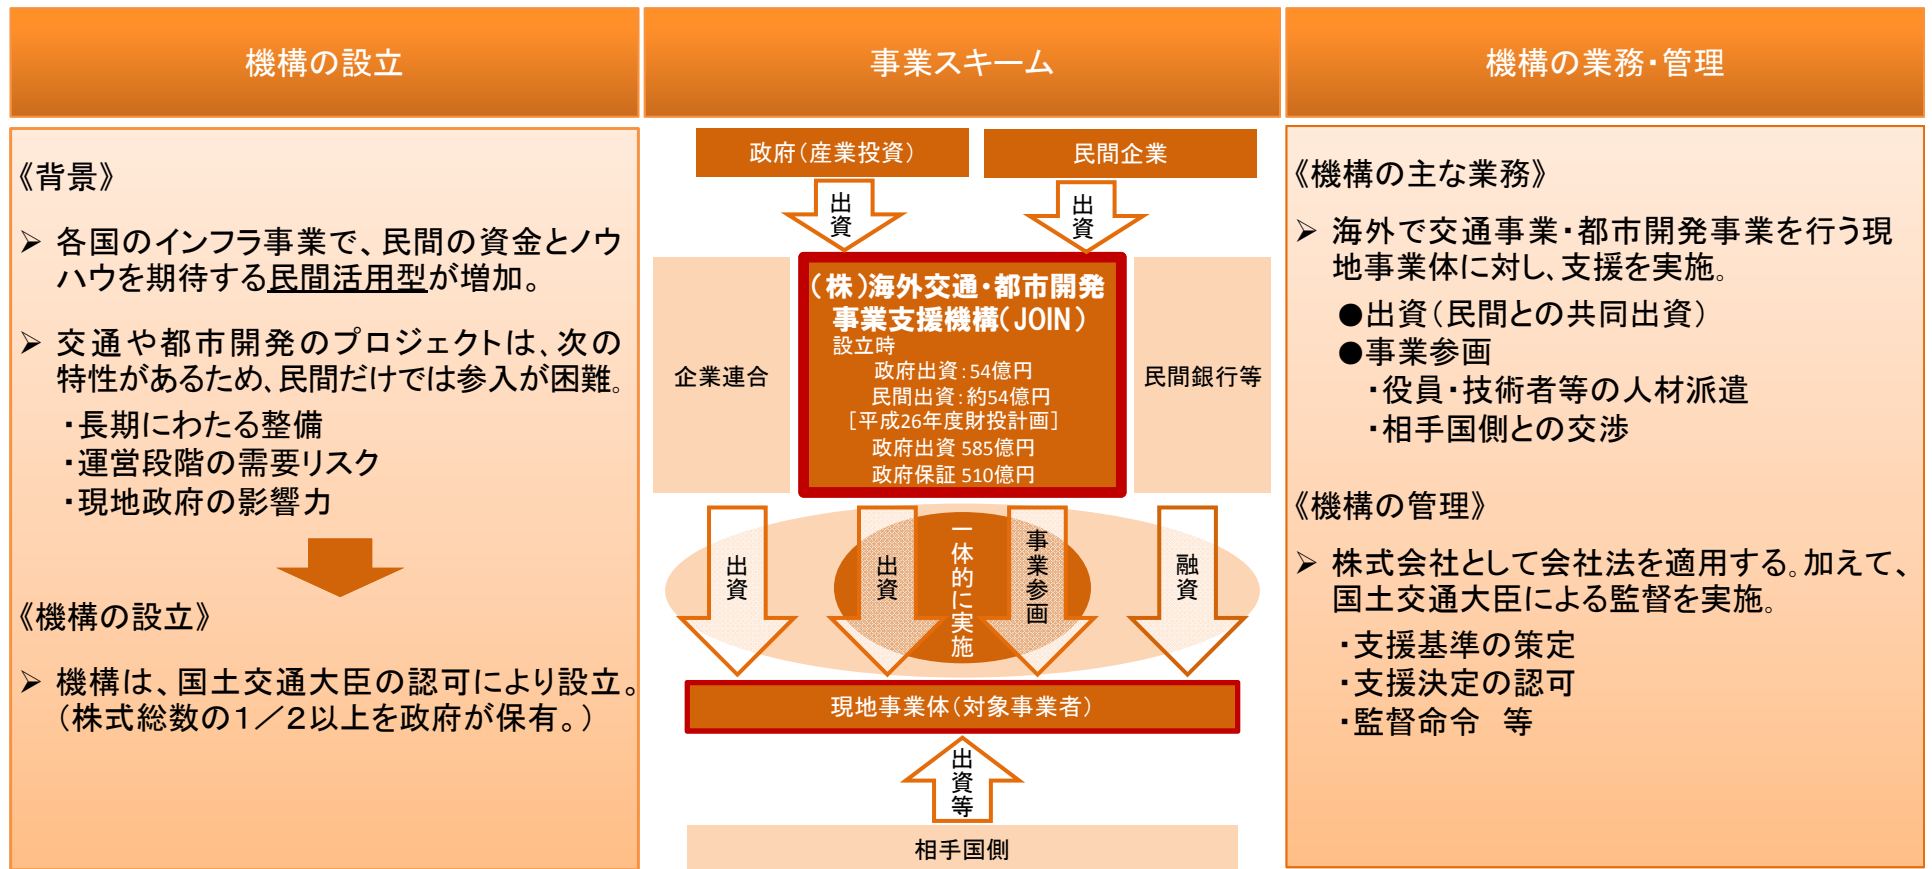 機構の設立
《背景》
➢ 各国のインフラ事業で、民間の資金とノウ
ハウを期待する民間活用型が増加。
➢ 交通や都市開発のプロジェクトは、次の
特性があるため、民間だけでは参入が困難。
・長期にわたる整備
・運営段階の需要リスク
・現地政府の影響力
《機構の設立》
➢ 機構は、国土交通大臣の認可により設立。
(株式総数の1/2以上を政府が保有。)
事業スキーム
政府(産業投資)
民間企業
出資
出資
企業連合
(株)海外交通・都市開発
事業支援機構(JOIN)
設立時
政府出資:54億円
民間出資:約54億円
[平成26年度財投計画]
政府出資 585億円
政府保証 510億円
民間銀行等
出資
出資
一体的に実施
事業参画
融資
現地事業体(対象事業者)
出資等
相手国側
機構の業務・管理
《機構の主な業務》
➢ 海外で交通事業・都市開発事業を行う現
地事業体に対し、支援を実施。
●出資(民間との共同出資)
●事業参画
・役員・技術者等の人材派遣
・相手国側との交渉
《機構の管理》
➢ 株式会社として会社法を適用する。加えて、
国土交通大臣による監督を実施。
・支援基準の策定
・支援決定の認可
・監督命令 等